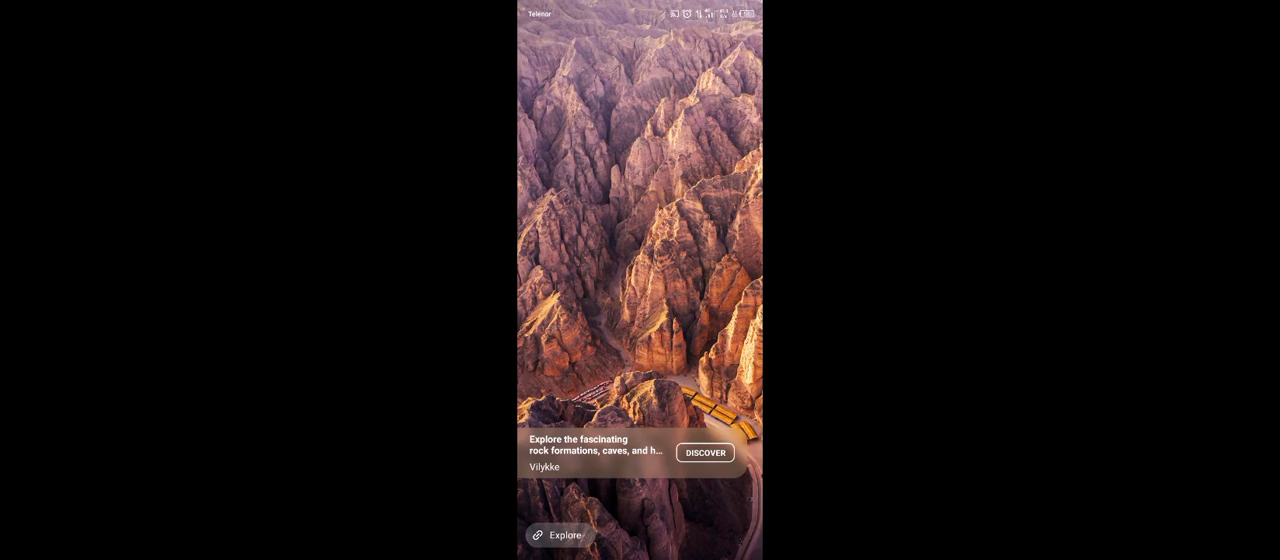 Telenor
Explore the fascinating
rock formations, caves, and h...
DISCOVER
Vilykke
Explore